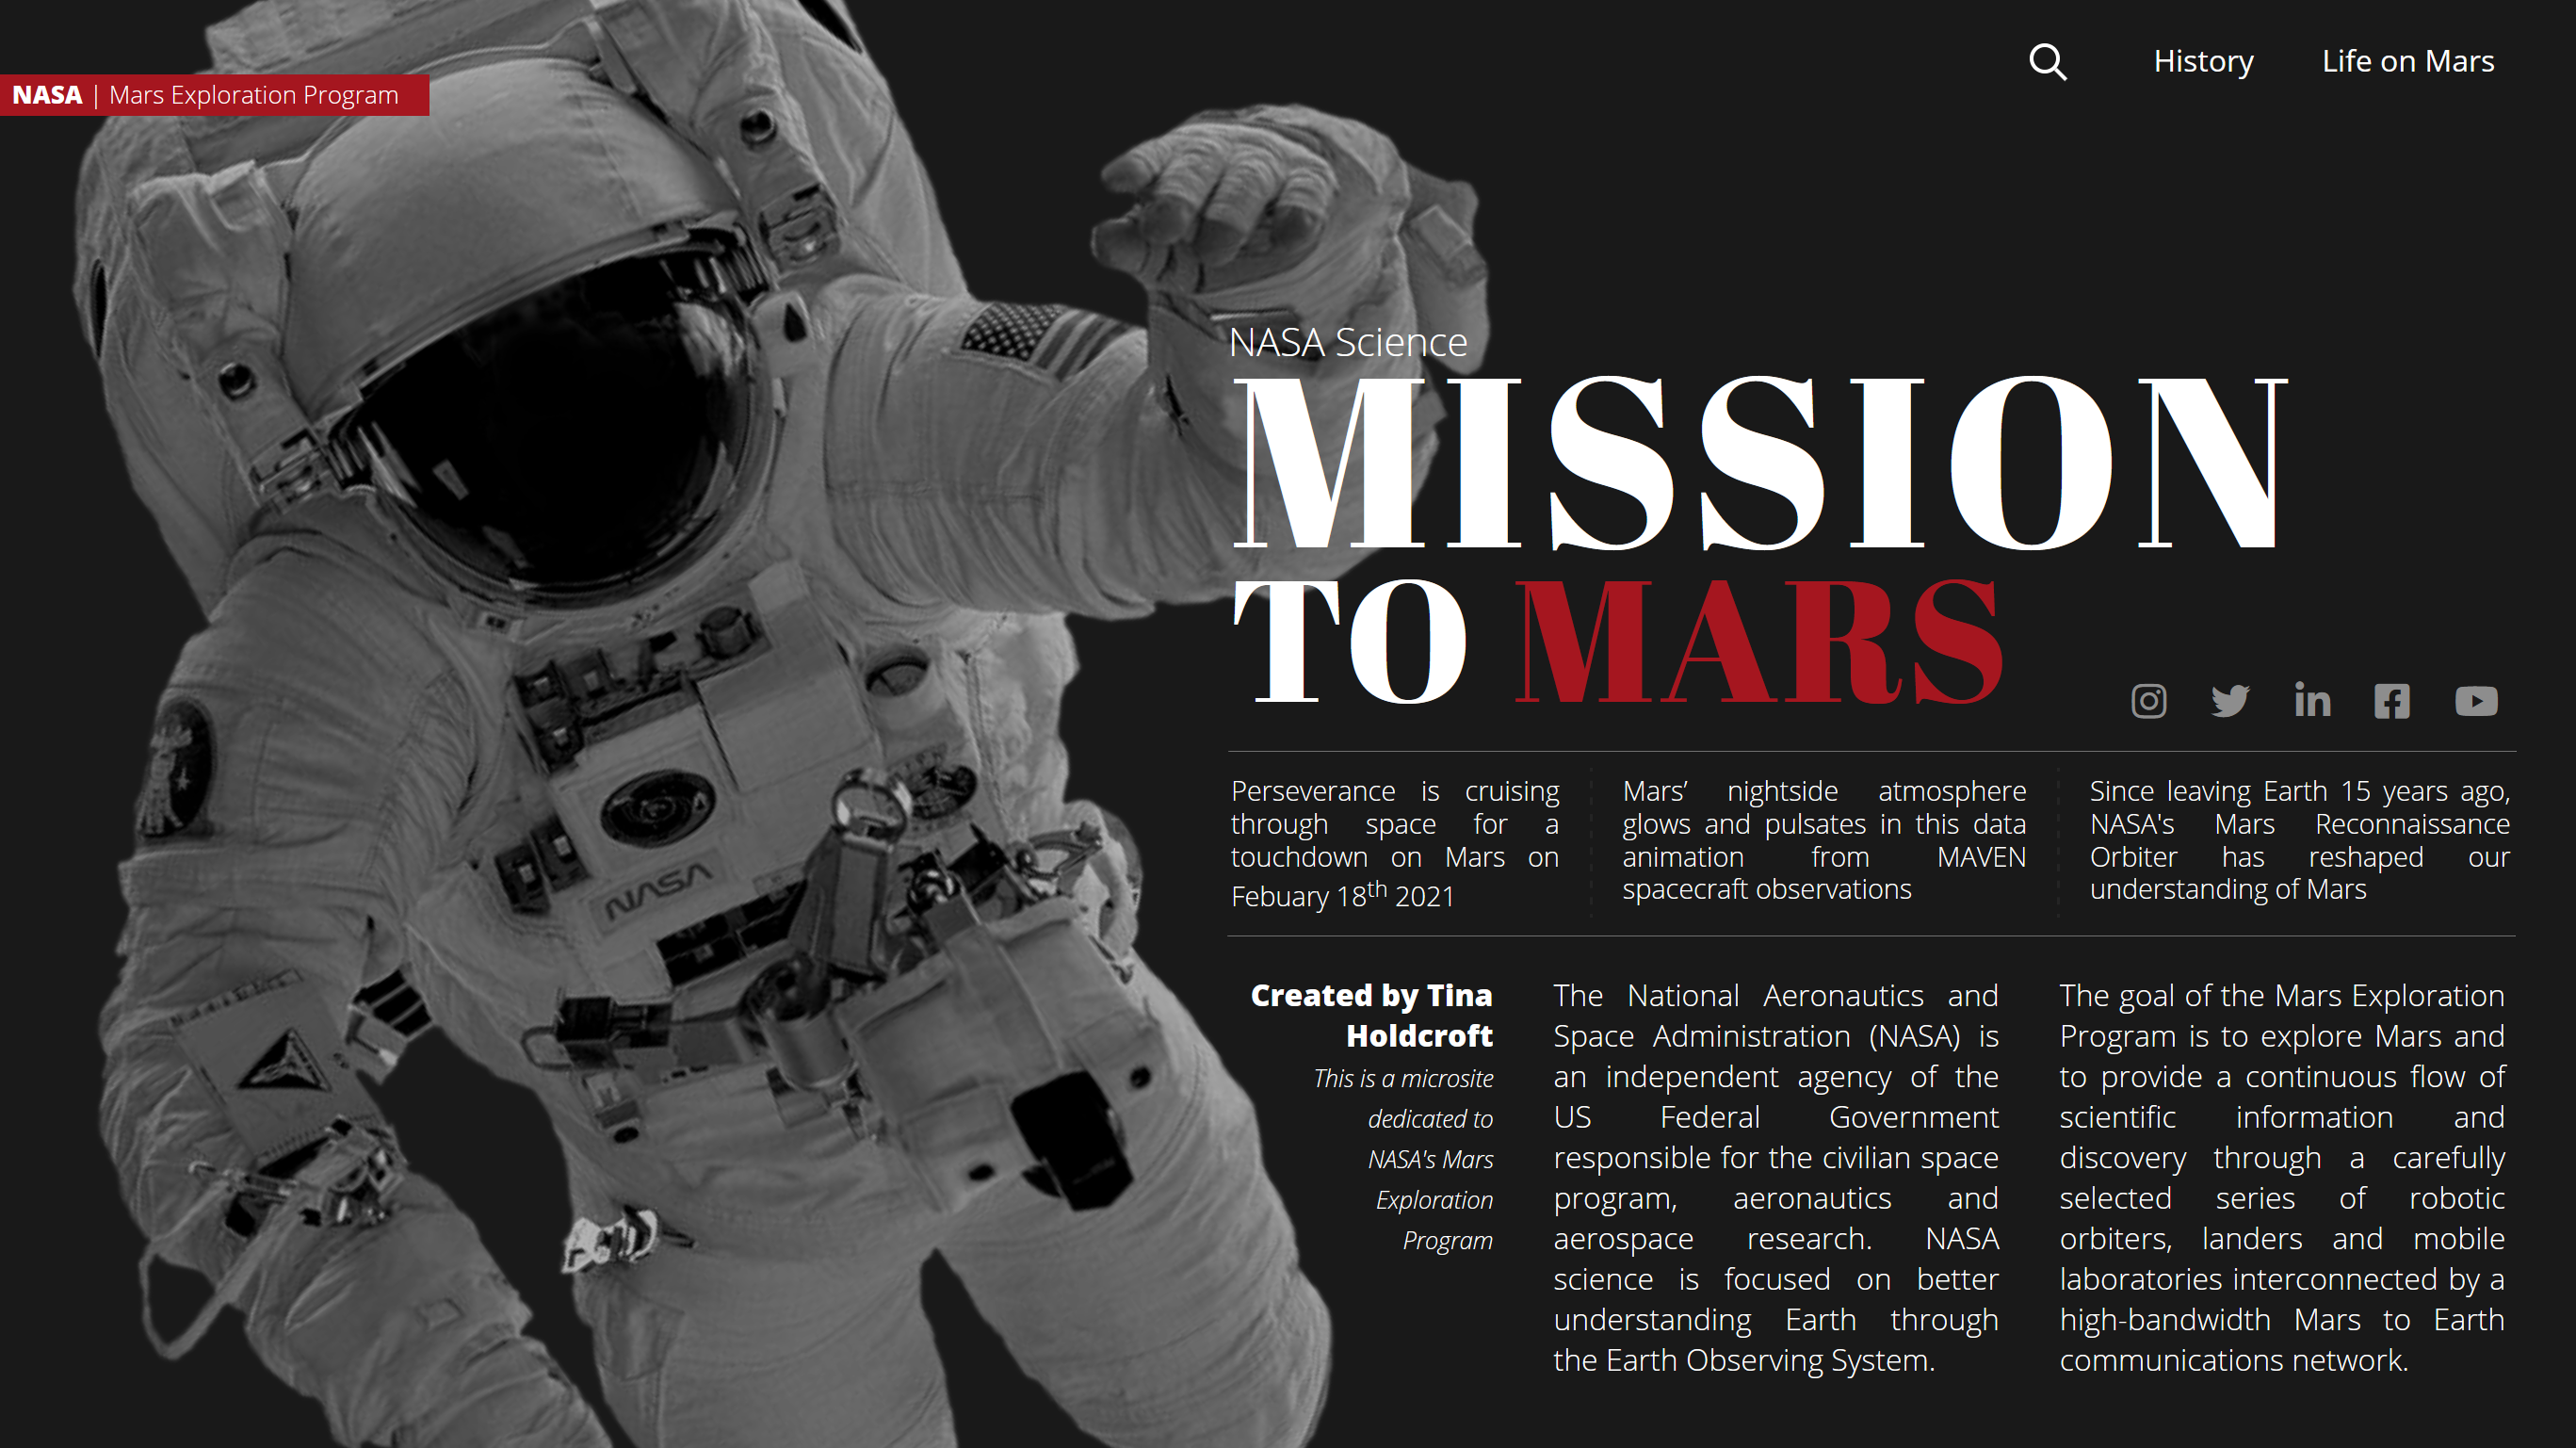 NASA | Mars Exploration Program
History
Life on Mars
NASA Science
MISSION
TO MARS
Perseverance is cruising
through space for a
touchdown on Mars on
Febuary 18th 2021
Mars’ nightside atmosphere
glows and pulsates in this data
animation from MAVEN
spacecraft observations
Since leaving Earth 15 years ago,
NASA's Mars Reconnaissance
Orbiter has reshaped our
understanding of Mars
Created by Tina
Holdcroft
This is a microsite
dedicated to
NASA's Mars
Exploration
Program
The National Aeronautics and
Space Administration (NASA) is
an independent agency of the
US Federal Government
responsible for the civilian space
program, aeronautics and
aerospace research. NASA
science is focused on better
understanding Earth through
the Earth Observing System.
The goal of the Mars Exploration
Program is to explore Mars and
to provide a continuous flow of
scientific information and
discovery through a carefully
selected series of robotic
orbiters, landers and mobile
laboratories interconnected by a
high-bandwidth Mars to Earth
communications network.
NASA